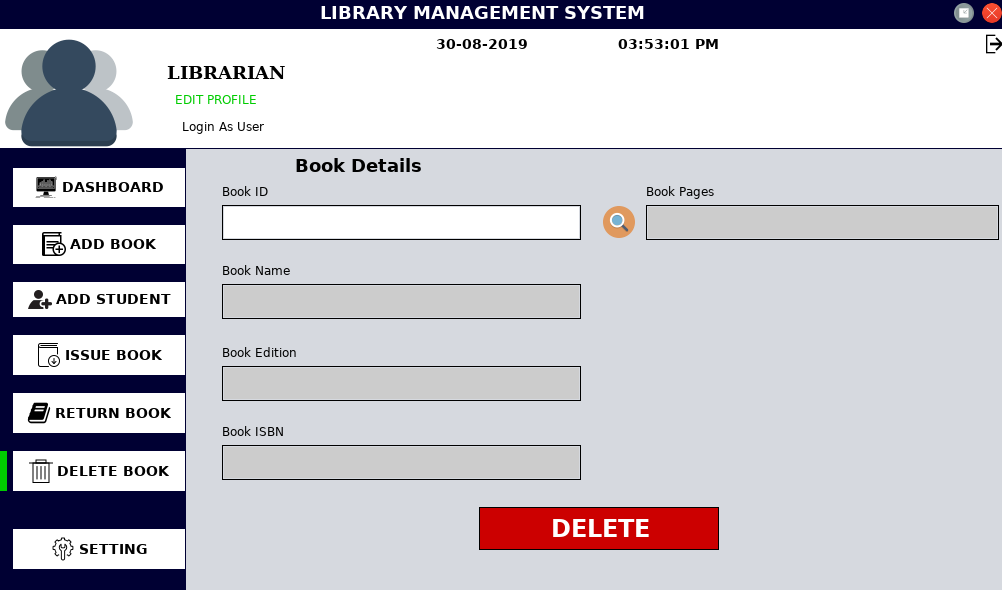 LIBRARY MANAGEMENT SYSTEM
30-08-2019 03:53:01 PM
LIBRARIAN
EDIT PROFILE
Login As User
DASHBOARD
ADD BOOK
ADD STUDENT
ISSUE BOOK
RETURN BOOK
DELETE BOOK
SETTING
Book Details
Book ID
Book Pages
Book Name
Book Edition
Book ISBN
DELETE